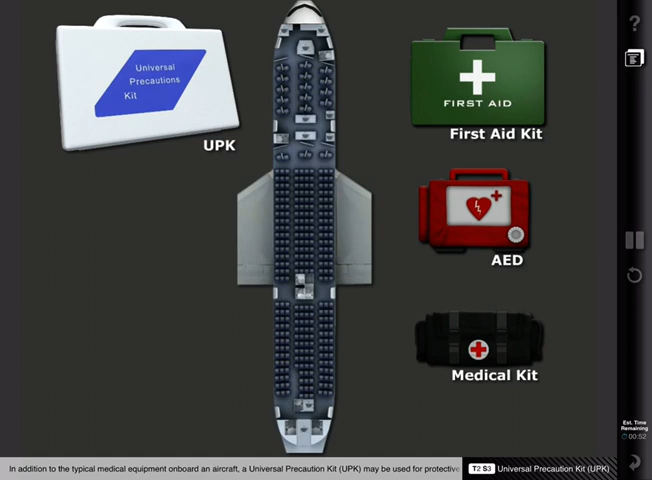 Universal
Precautions
Kit
UPK
FIRST AID
First Aid Kit
AED
Medical Kit
?
Est. Time
Remaining
00:52
In addition to the typical medical equipment onboard an aircraft, a Universal Precaution Kit (UPK) may be used for protective
T2 S3 Universal Precaution Kit (UPK)